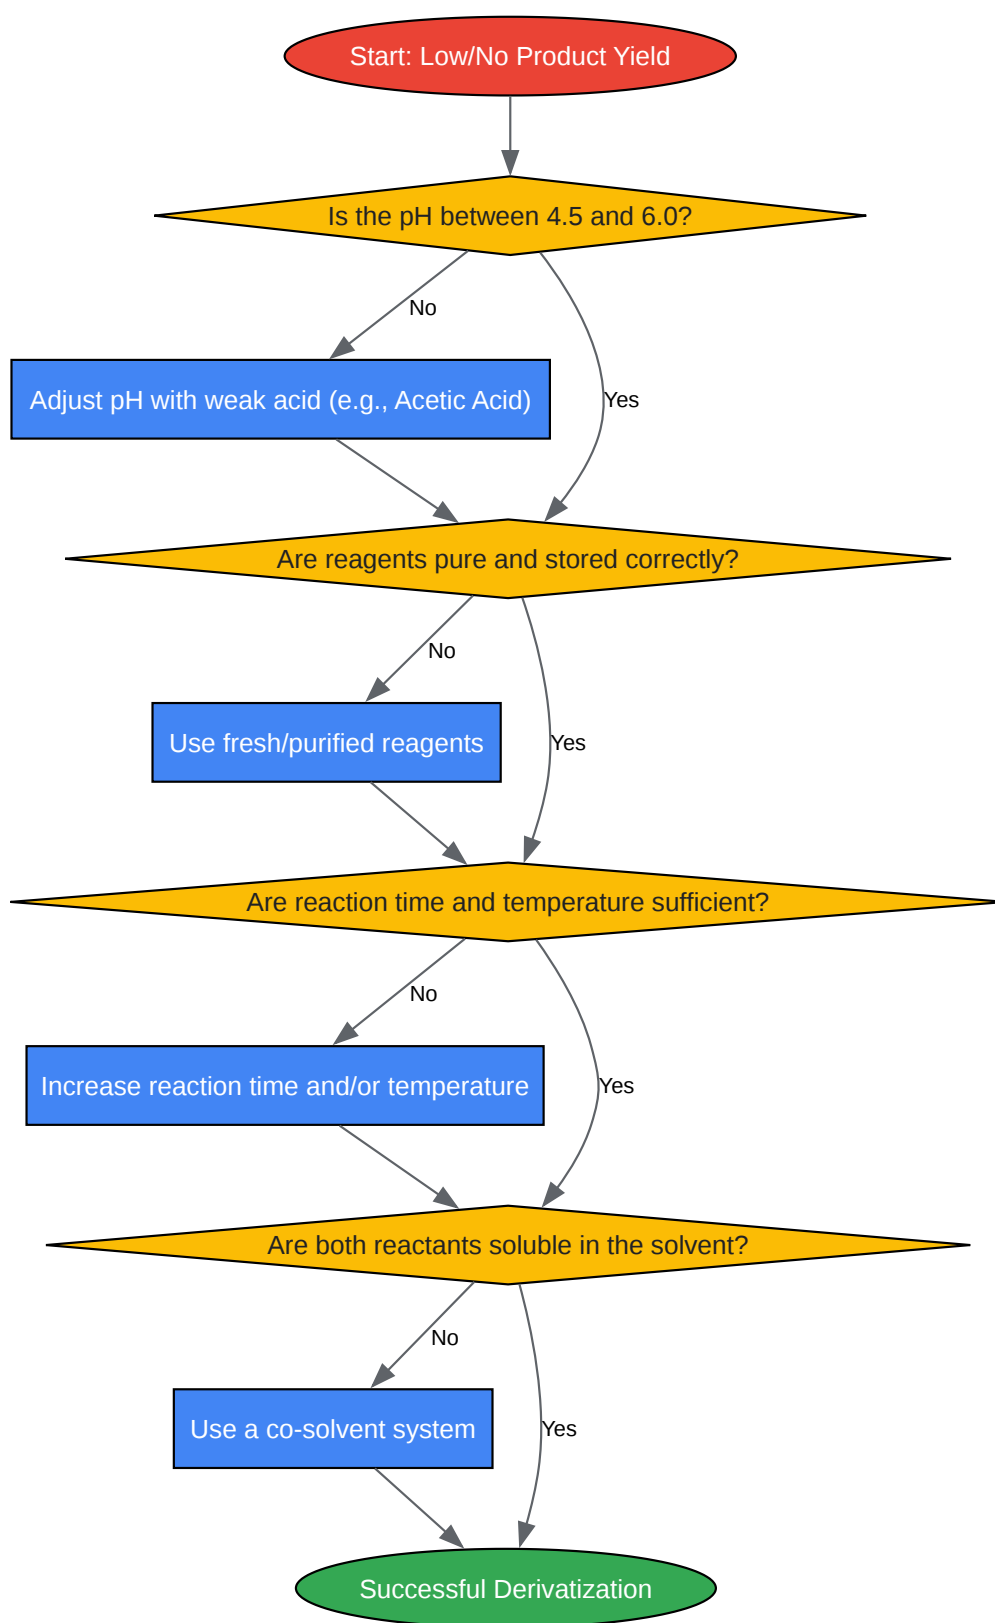 Start: Low/No Product Yield
Is the pH between 4.5 and 6.0?
No
Adjust pH with weak acid (e.g., Acetic Acid)
Yes
Are reagents pure and stored correctly?
No
Use fresh/purified reagents
Yes
Are reaction time and temperature sufficient?
No
Increase reaction time and/or temperature
Yes
Are both reactants soluble in the solvent?
No
Use a co-solvent system
Yes
Successful Derivatization